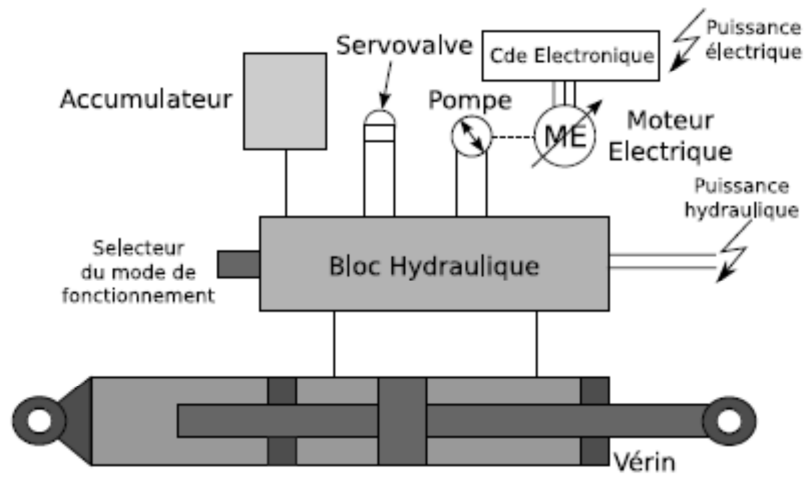 Servovalve
Cde Electronique
Puissance
électrique
Accumulateur
Pompe
ME
Moteur
Electrique
Puissance
hydraulique
Selecteur
du mode de
fonctionnement
Bloc Hydraulique
Vérin